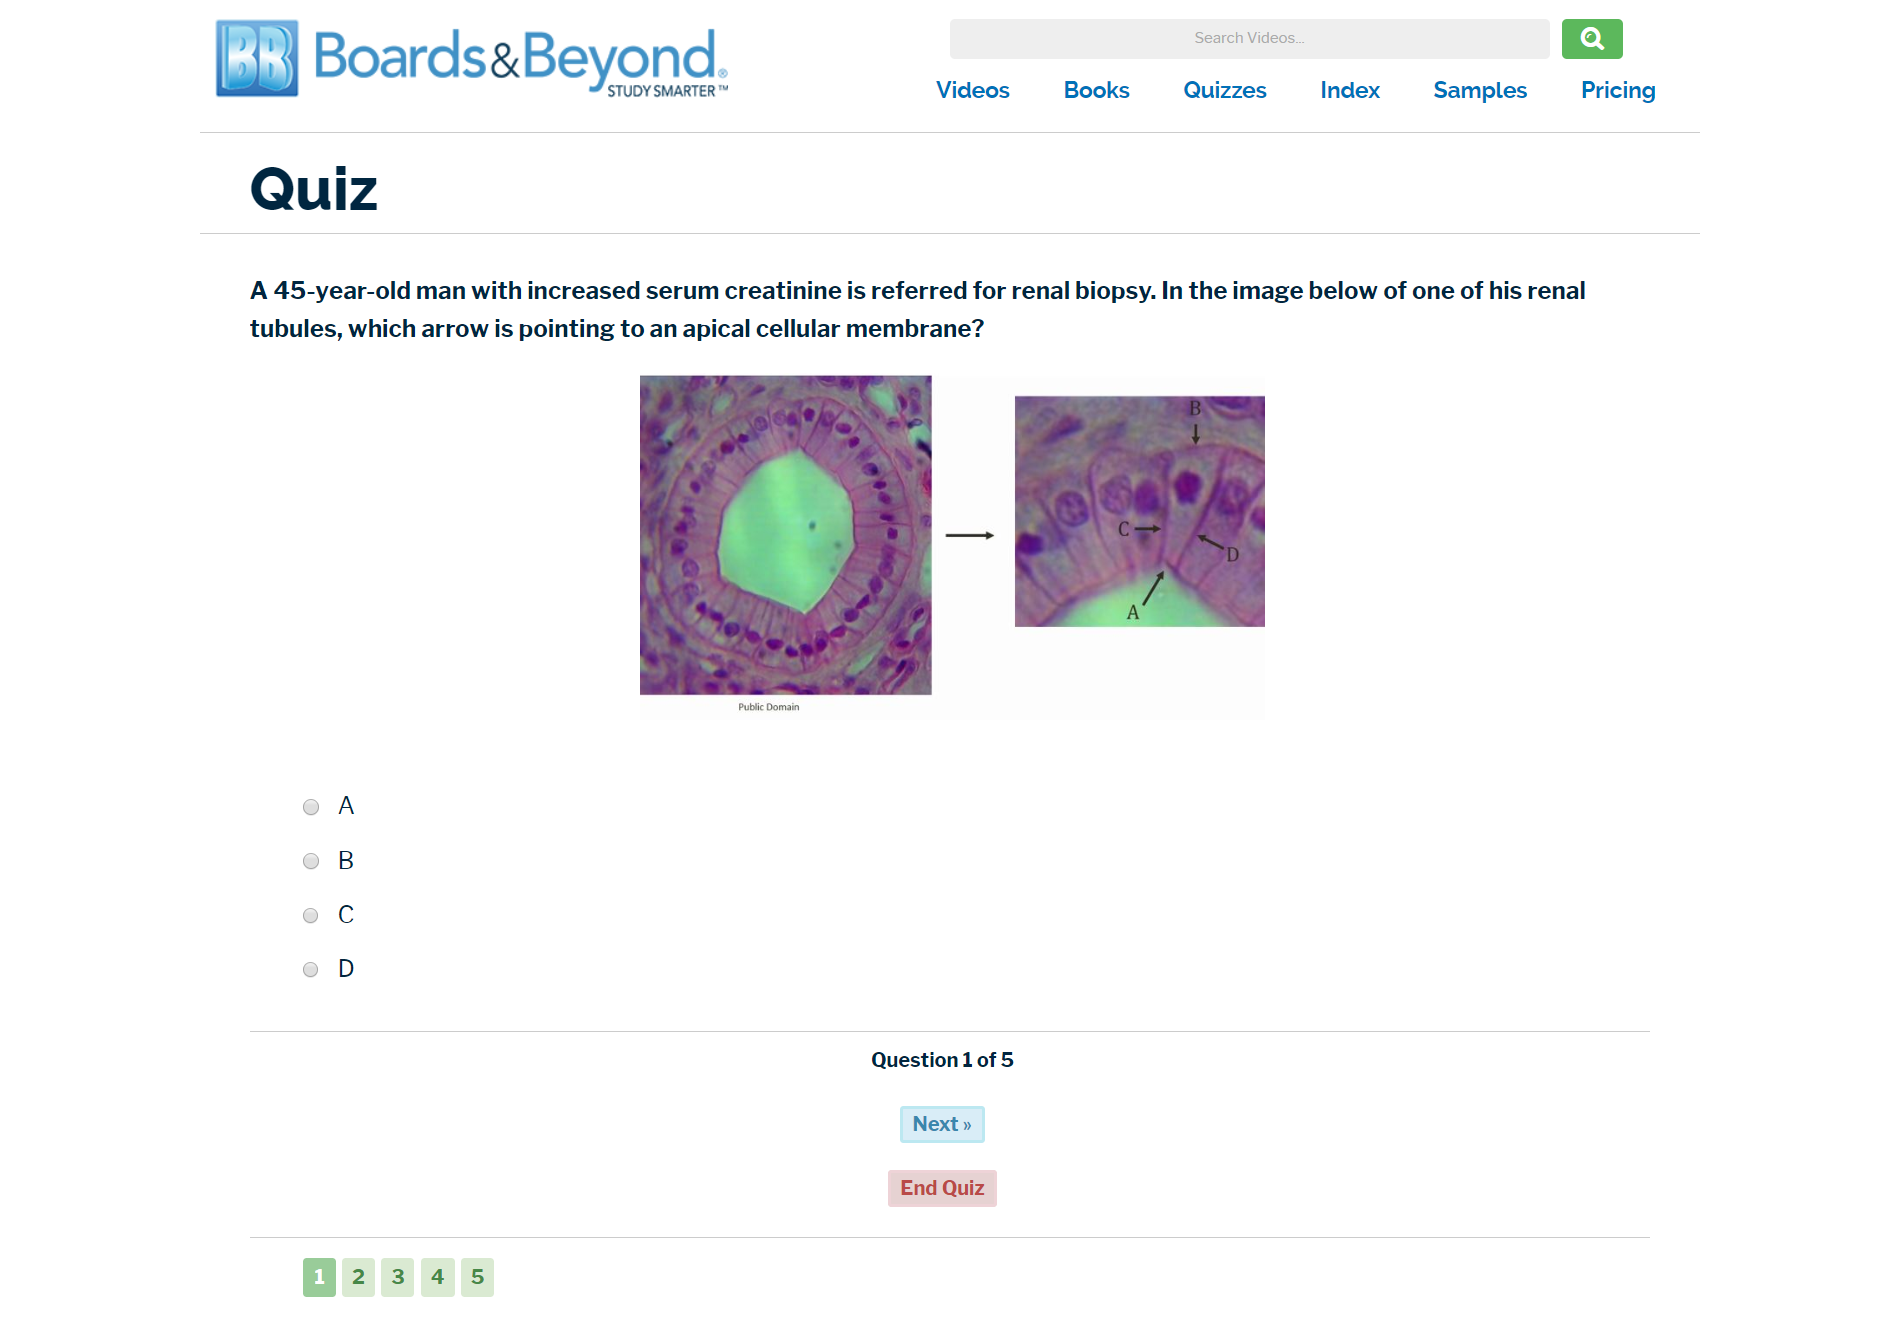 BB Boards&Beyond®
STUDY SMARTER™
Search Videos...
Videos Books Quizzes Index Samples Pricing
Quiz
A 45-year-old man with increased serum creatinine is referred for renal biopsy. In the image below of one of his renal
tubules, which arrow is pointing to an apical cellular membrane?
B
C
D
A
Public Domain
A
B
C
D
Question 1 of 5
Next »
End Quiz
1 2 3 4 5